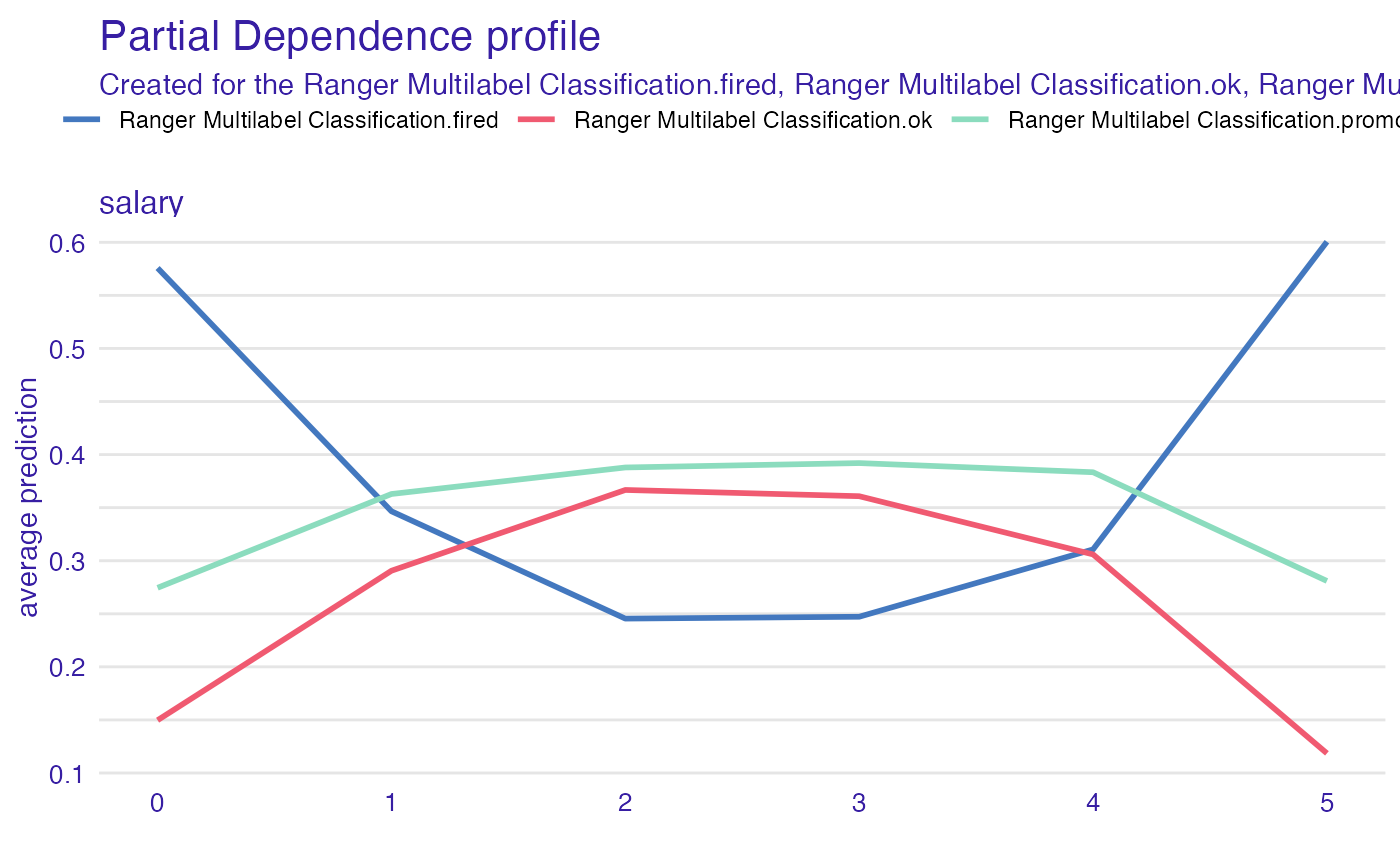 Partial Dependence profile
Created for the Ranger Multilabel Classification.fired, Ranger Multilabel Classification.ok, Ranger Mu
Ranger Multilabel Classification.fired Ranger Multilabel Classification.ok Ranger Multilabel Classification.promo
salary
0.6
0.5
0.4
0.3
0.2
0.1
average prediction
0 1 2 3 4 5